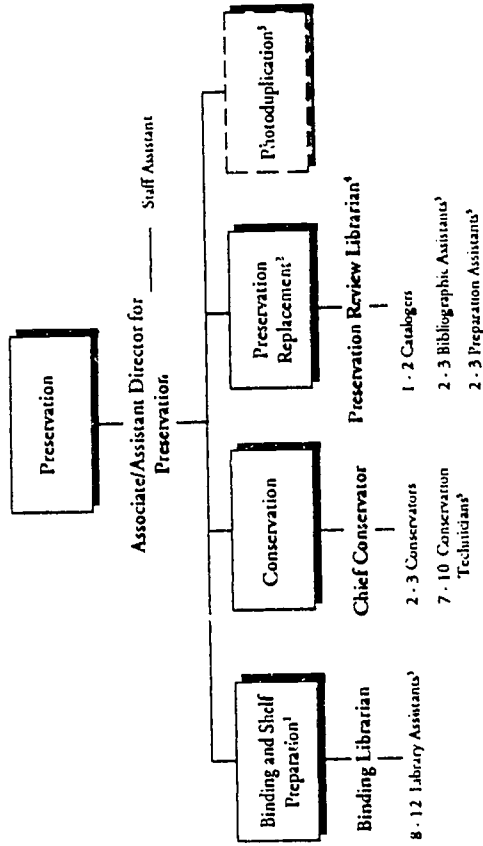 Preservation
Associate/Assistant Director for
Preservation
Staff Assistant
Binding and Shelf
Preparation¹
Conservation
Preservation
Replacement²
Photoduplication³
Binding Librarian
8 - 12 Library Assistants⁵
Chief Conservator
2 - 3 Conservators
7 - 10 Conservation
Technicians⁵
Preservation Review Librarian⁴
1 - 2 Catalogers
2 - 3 Bibliographic Assistants⁵
2 - 3 Preparation Assistants⁵